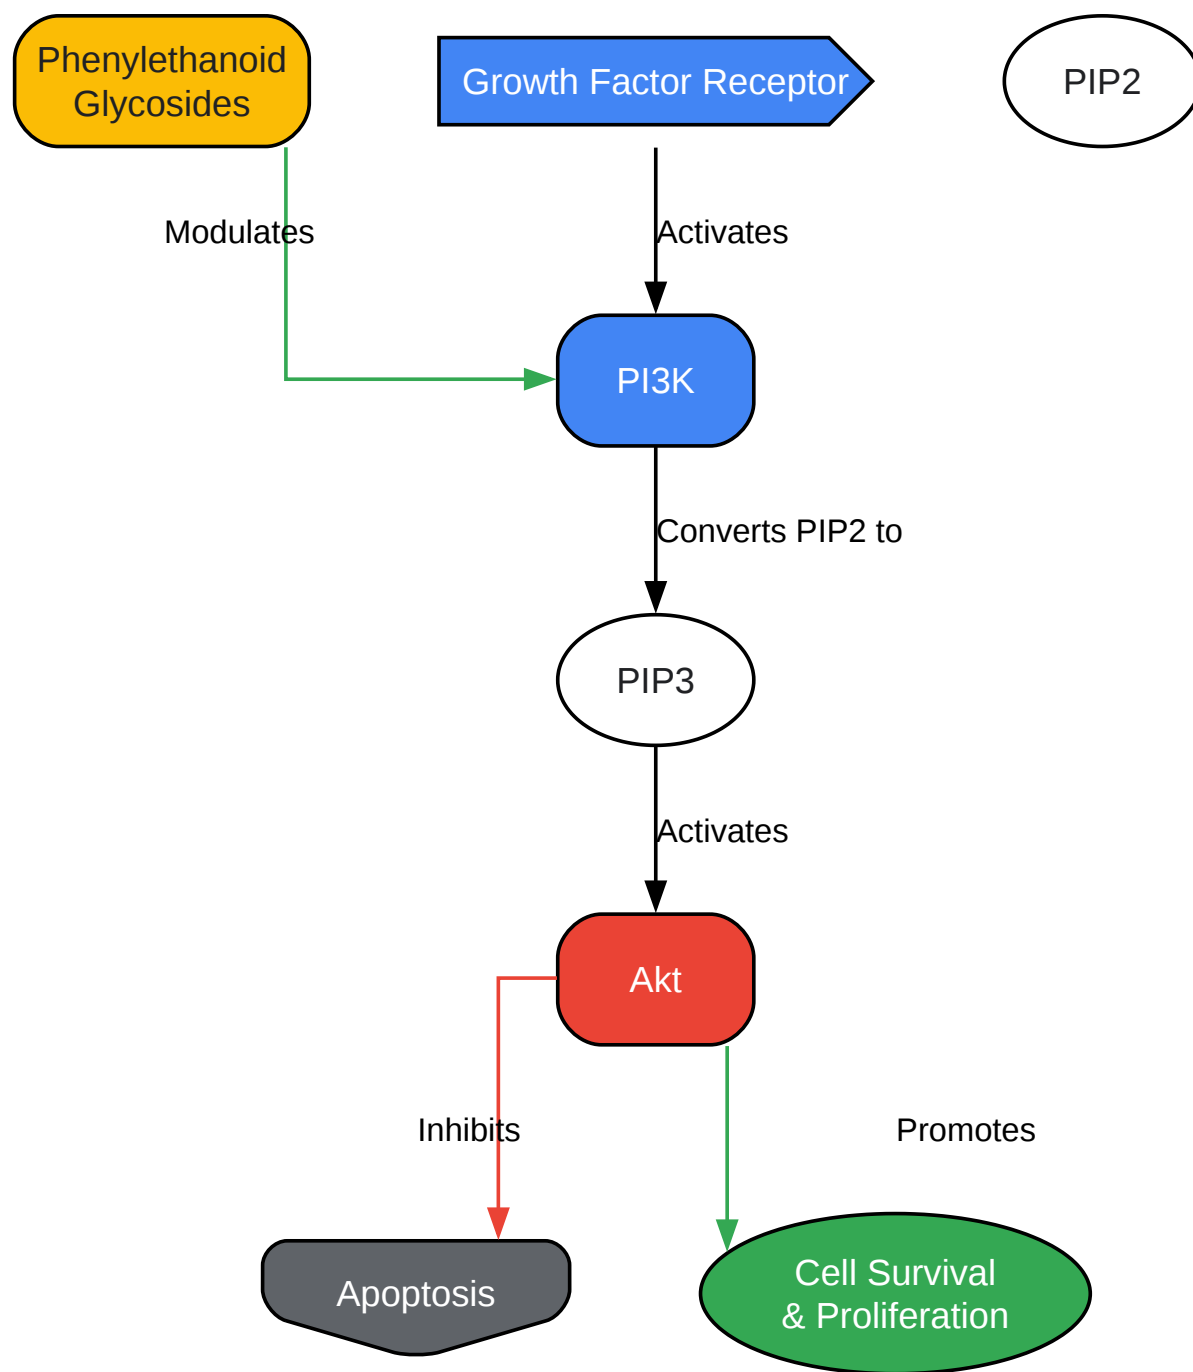 Phenylethanoid
Glycosides
Growth Factor Receptor
PIP2
Modulates
Activates
PI3K
Converts PIP2 to
PIP3
Activates
Akt
Inhibits
Promotes
Apoptosis
Cell Survival
& Proliferation